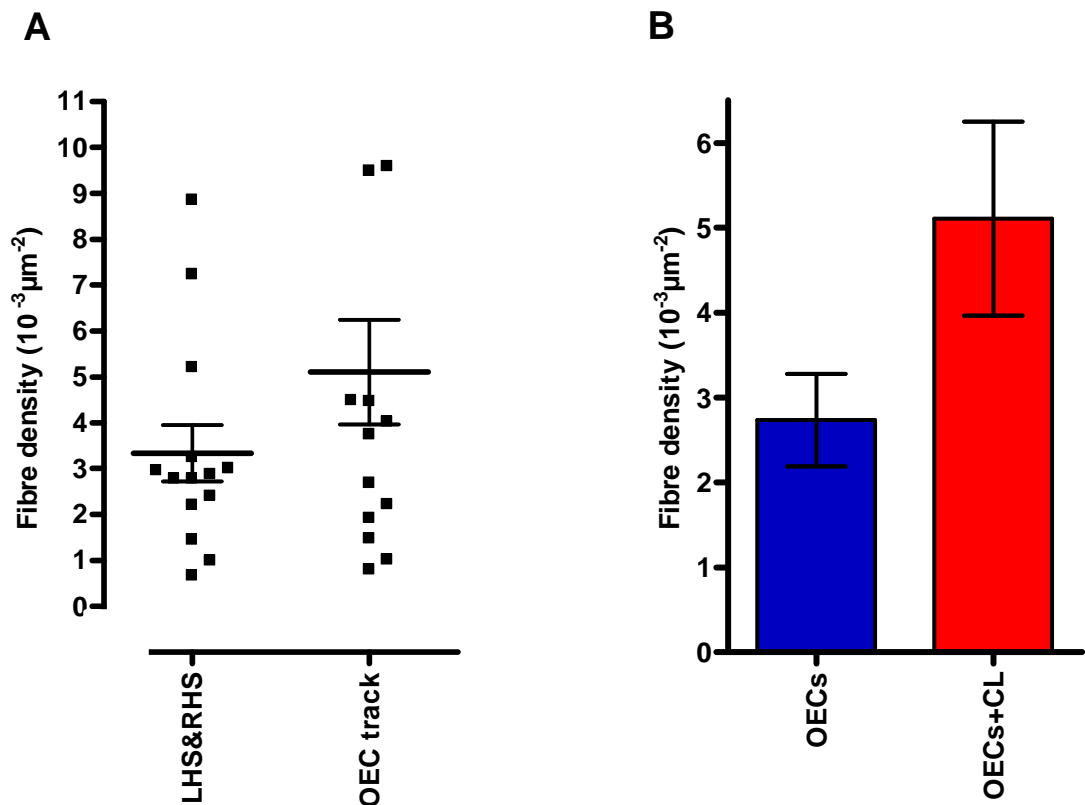 A
Fibre density (10⁻³µm⁻²)
11
10
9
8
7
6
5
4
3
2
1
0
LHS&RHS
OEC track
B
Fibre density (10⁻³µm⁻²)
6
5
4
3
2
1
0
OECs
OECs+CL